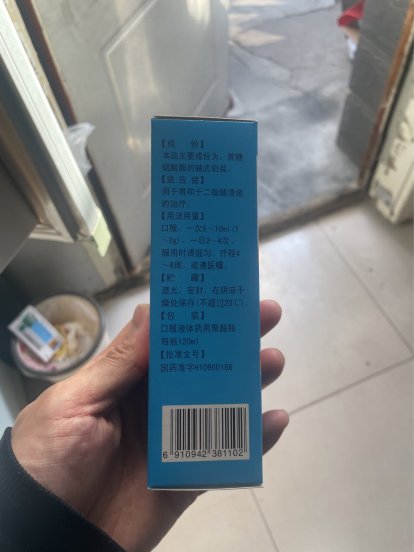 【成　份】
本品主要成份为：蔗糖
硫酸酯的碱式铝盐。
【适应症】
用于胃和十二指肠溃疡
的治疗。
【用法用量】
口服，一次5～10ml(1
～2g)，一日2～4次，
服用时请摇匀，疗程4
～6周，或遵医嘱。
【贮　藏】
遮光，密封，在阴凉干
燥处保存(不超过20℃)。
【包　装】
口服液体药用聚酯瓶
每瓶120ml
【批准文号】
国药准字H10960186
6 910942 381102